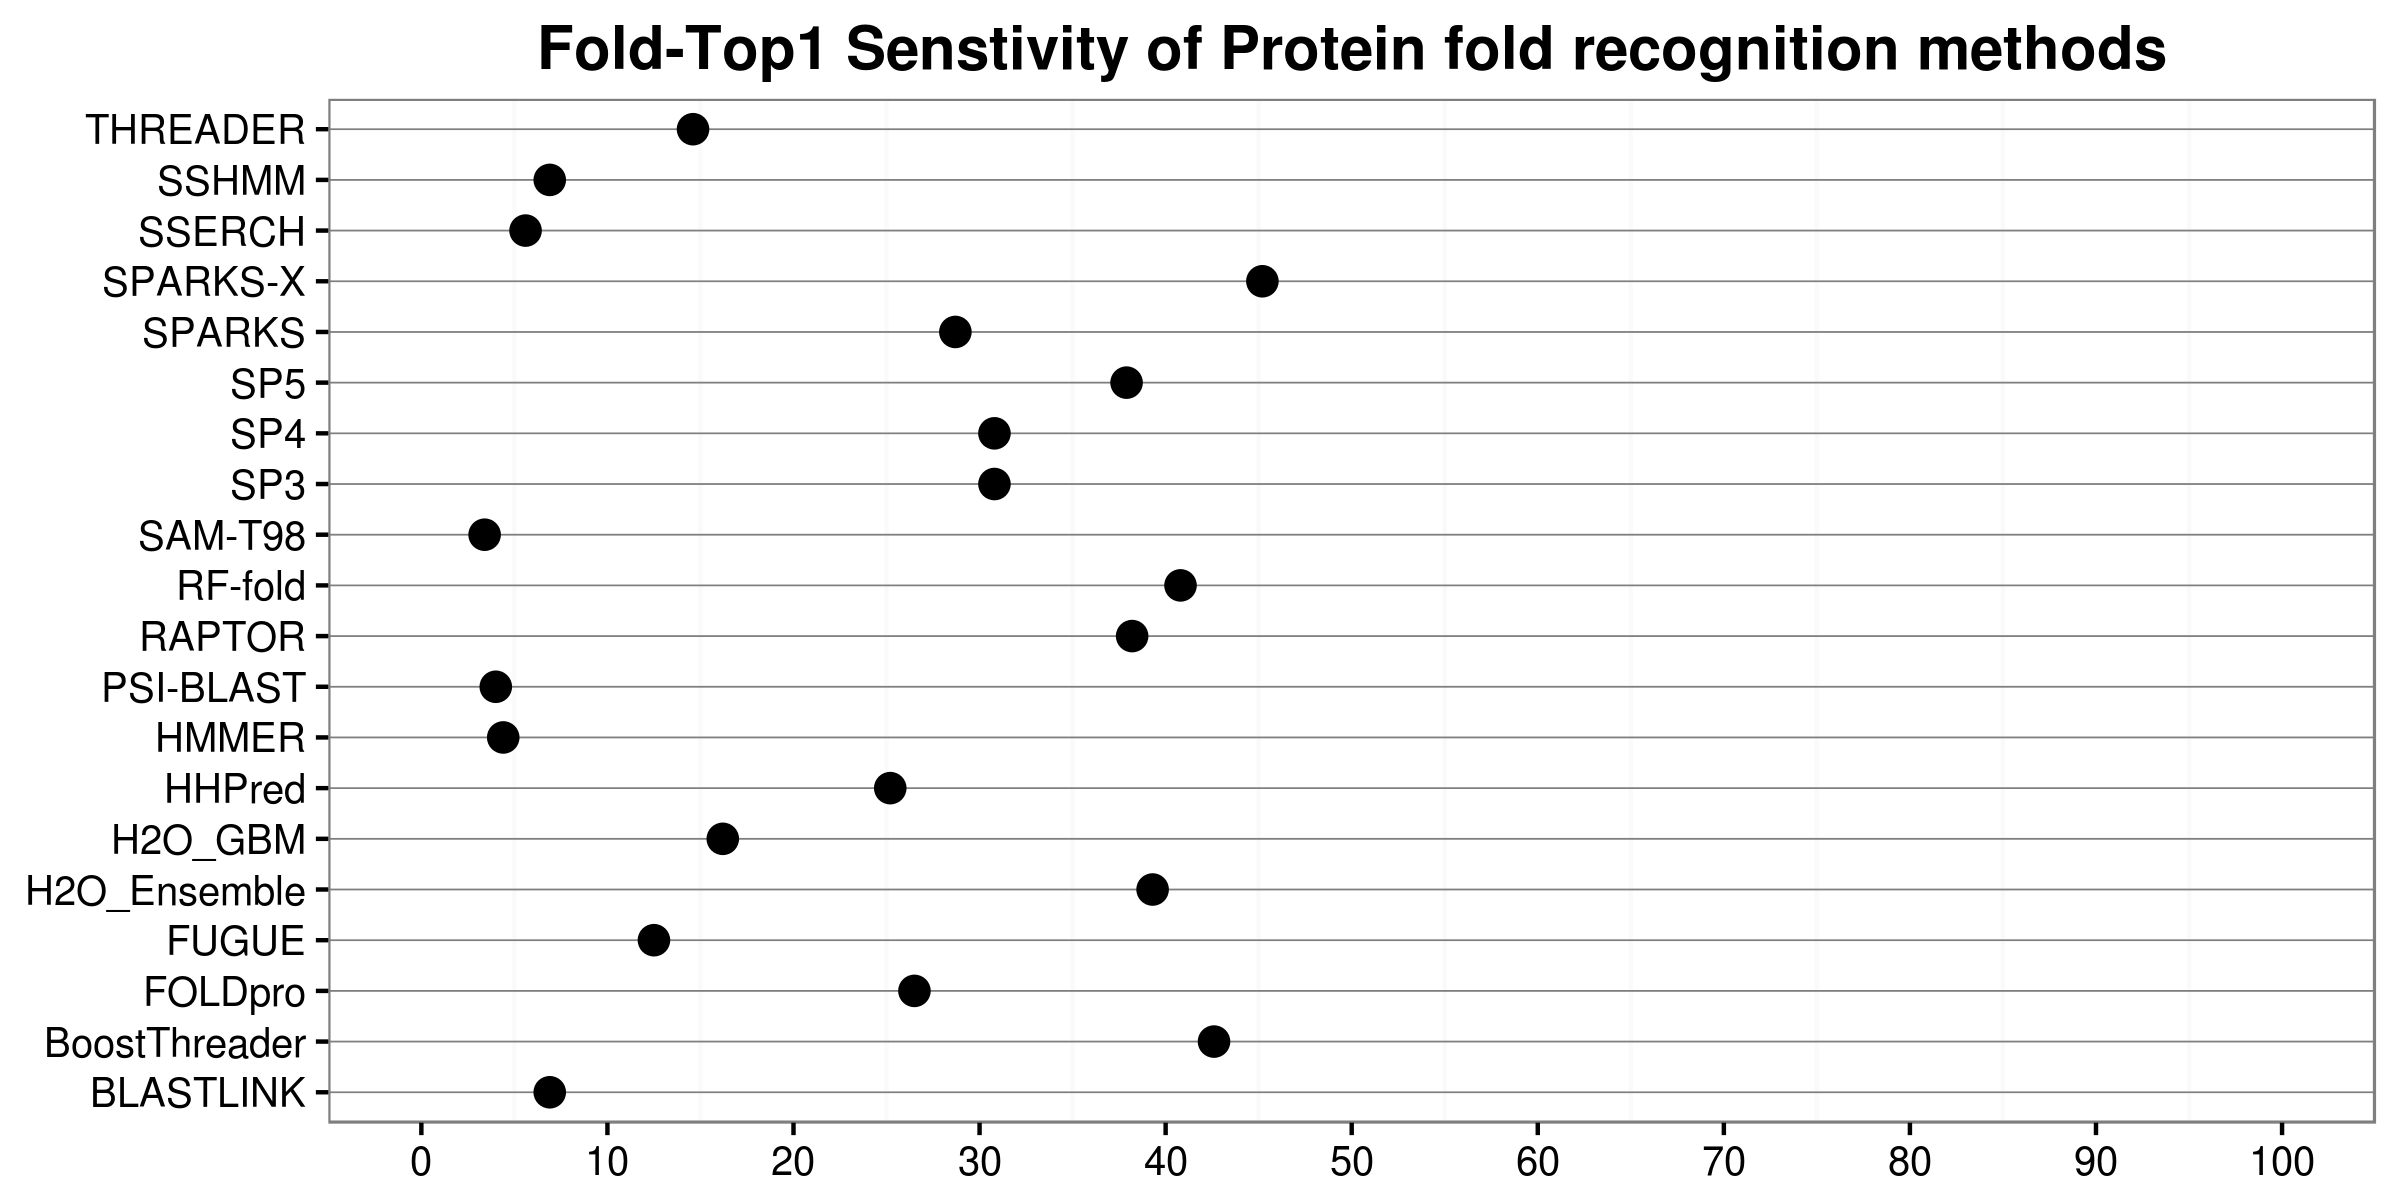 Fold-Top1 Senstivity of Protein fold recognition methods
THREADER
SSHMM
SSERCH
SPARKS-X
SPARKS
SP5
SP4
SP3
SAM-T98
RF-fold
RAPTOR
PSI-BLAST
HMMER
HHPred
H2O_GBM
H2O_Ensemble
FUGUE
FOLDpro
BoostThreader
BLASTLINK
0 10 20 30 40 50 60 70 80 90 100